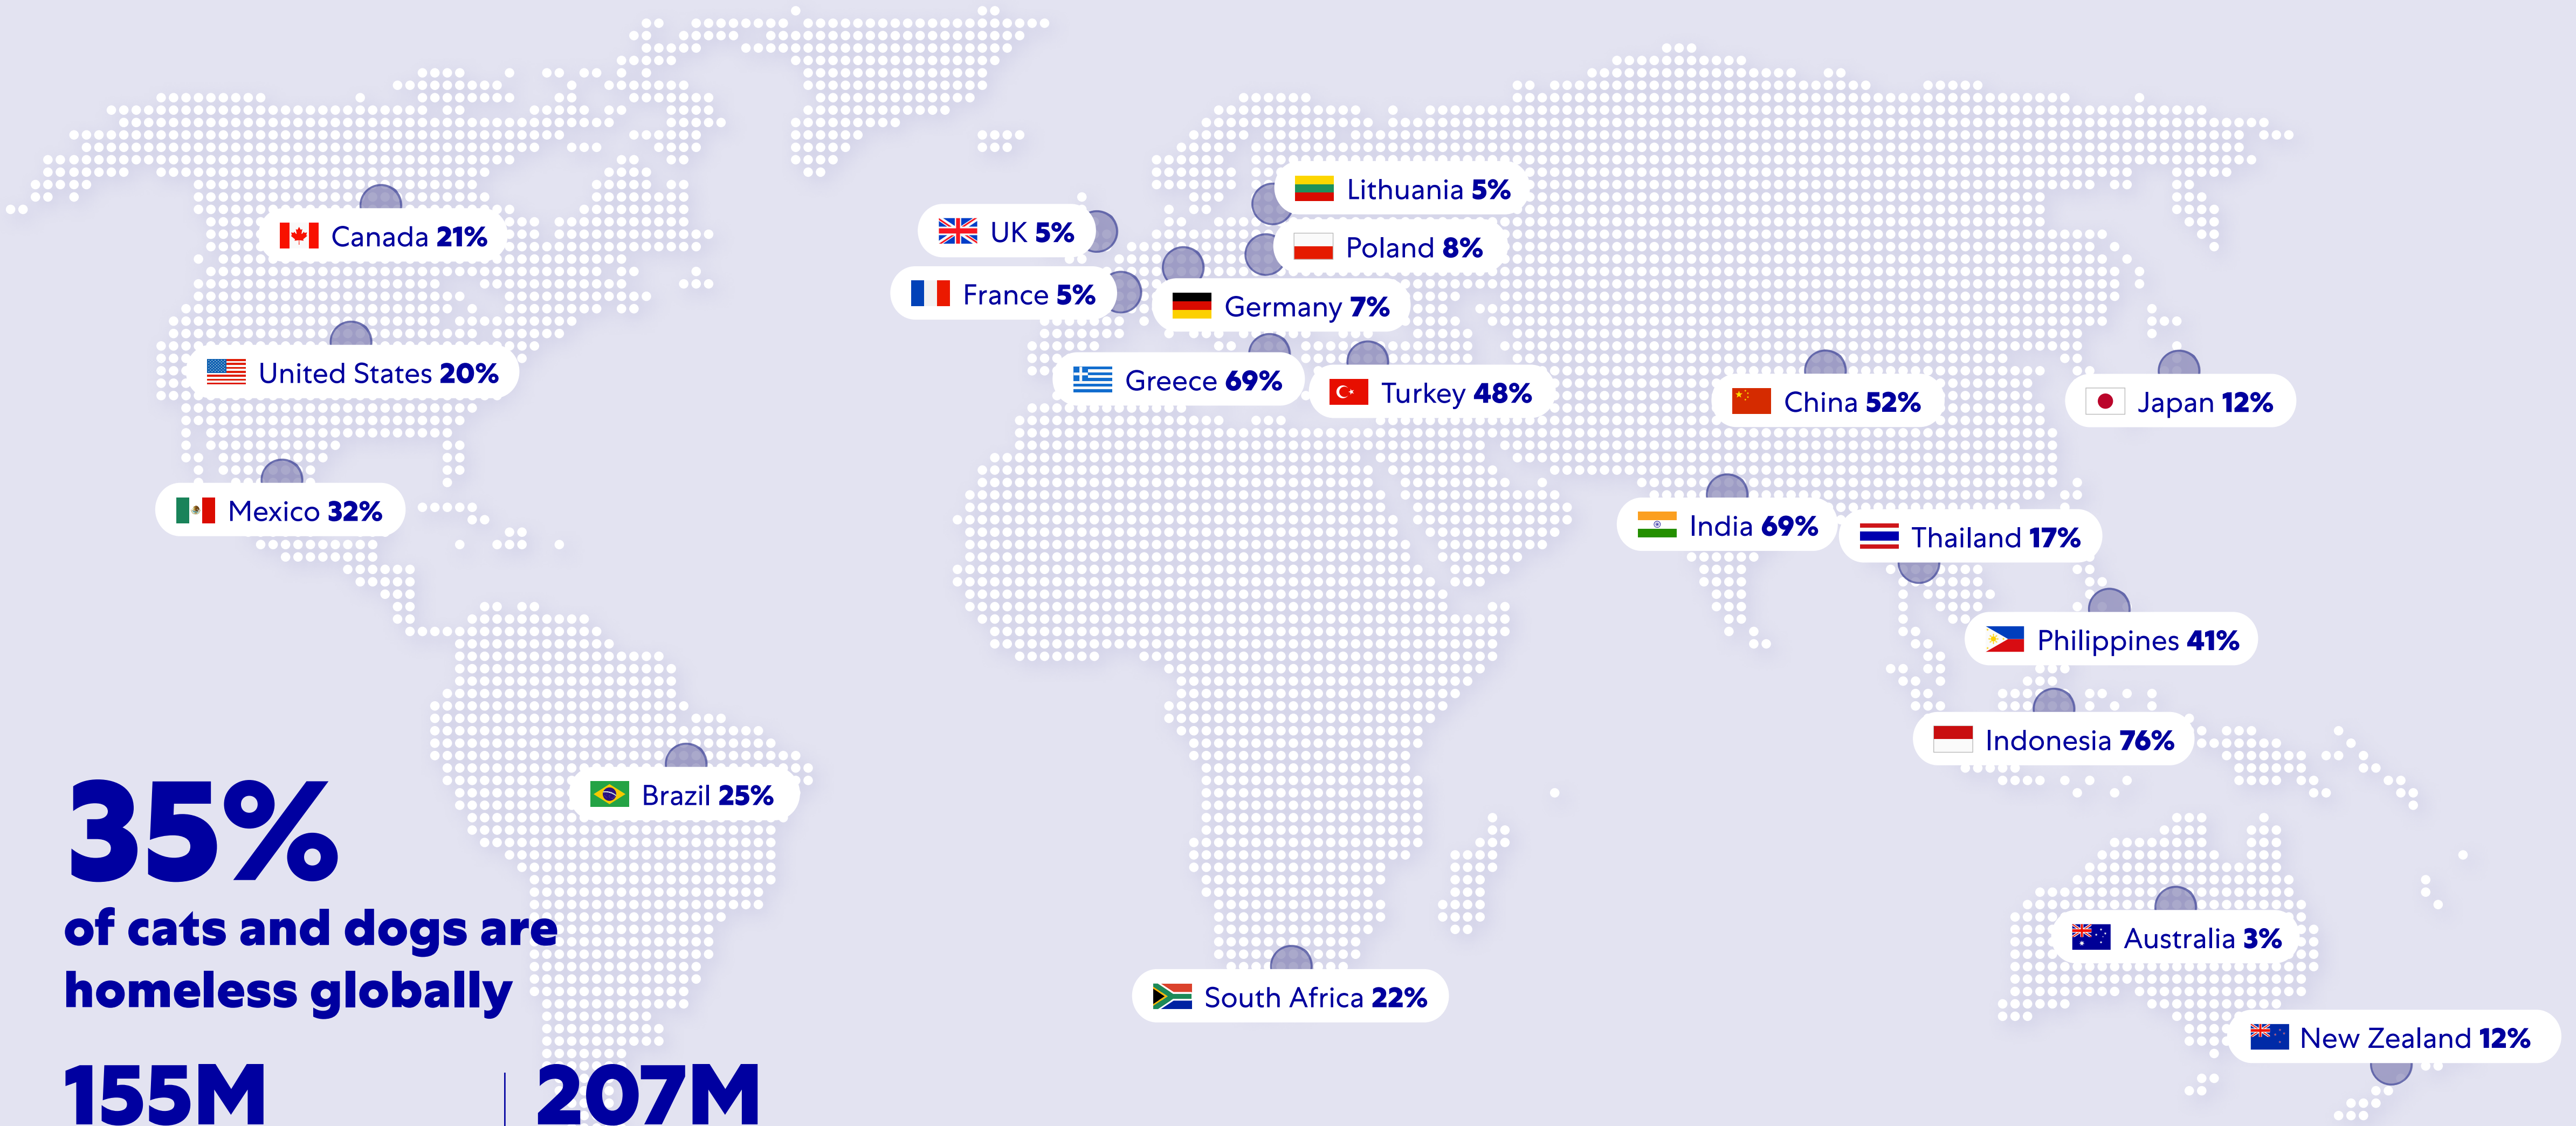 Lithuania 5%
UK 5%
Canada 21%
Poland 8%
France 5%
Germany 7%
United States 20%
Greece 69%
Turkey 48%
China 52%
Japan 12%
Mexico 32%
India 69%
Thailand 17%
Philippines 41%
Indonesia 76%
Brazil 25%
35%
of cats and dogs are
homeless globally
Australia 3%
South Africa 22%
New Zealand 12%
155M
207M